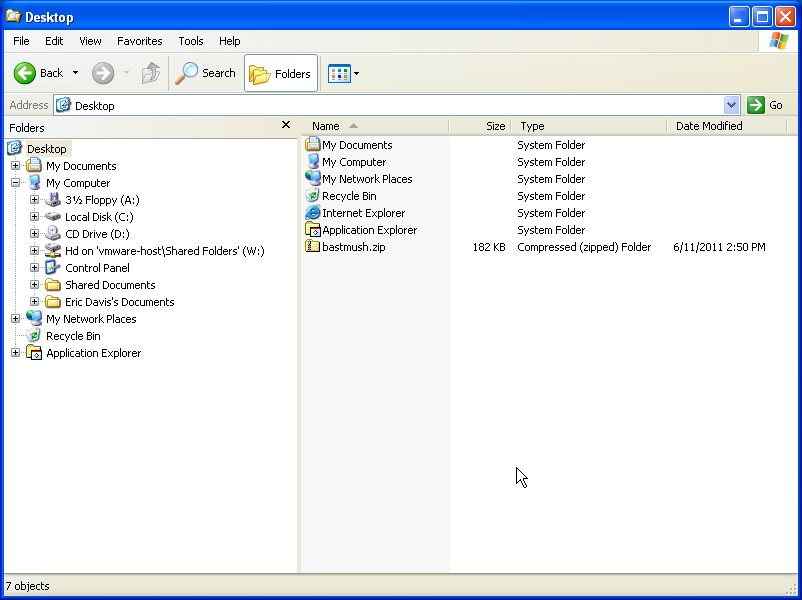 Desktop
File Edit View Favorites Tools Help
Back Search Folders
Address Desktop Go
Folders
Desktop
My Documents
My Computer
3½ Floppy (A:)
Local Disk (C:)
CD Drive (D:)
Hd on 'vmware-host\Shared Folders' (W:)
Control Panel
Shared Documents
Eric Davis's Documents
My Network Places
Recycle Bin
Application Explorer
Name Size Type Date Modified
My Documents System Folder
My Computer System Folder
My Network Places System Folder
Recycle Bin System Folder
Internet Explorer System Folder
Application Explorer System Folder
bastmush.zip 182 KB Compressed (zipped) Folder 6/11/2011 2:50 PM
7 objects